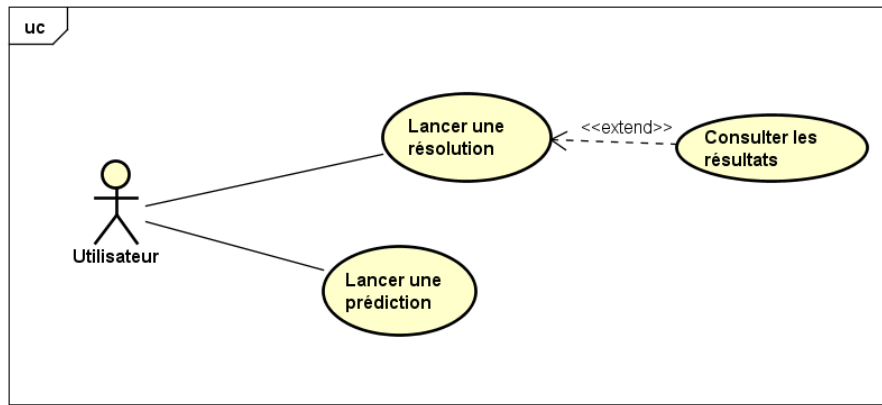 uc
Lancer une
résolution
<<extend>>
Consulter les
résultats
Utilisateur
Lancer une
prédiction